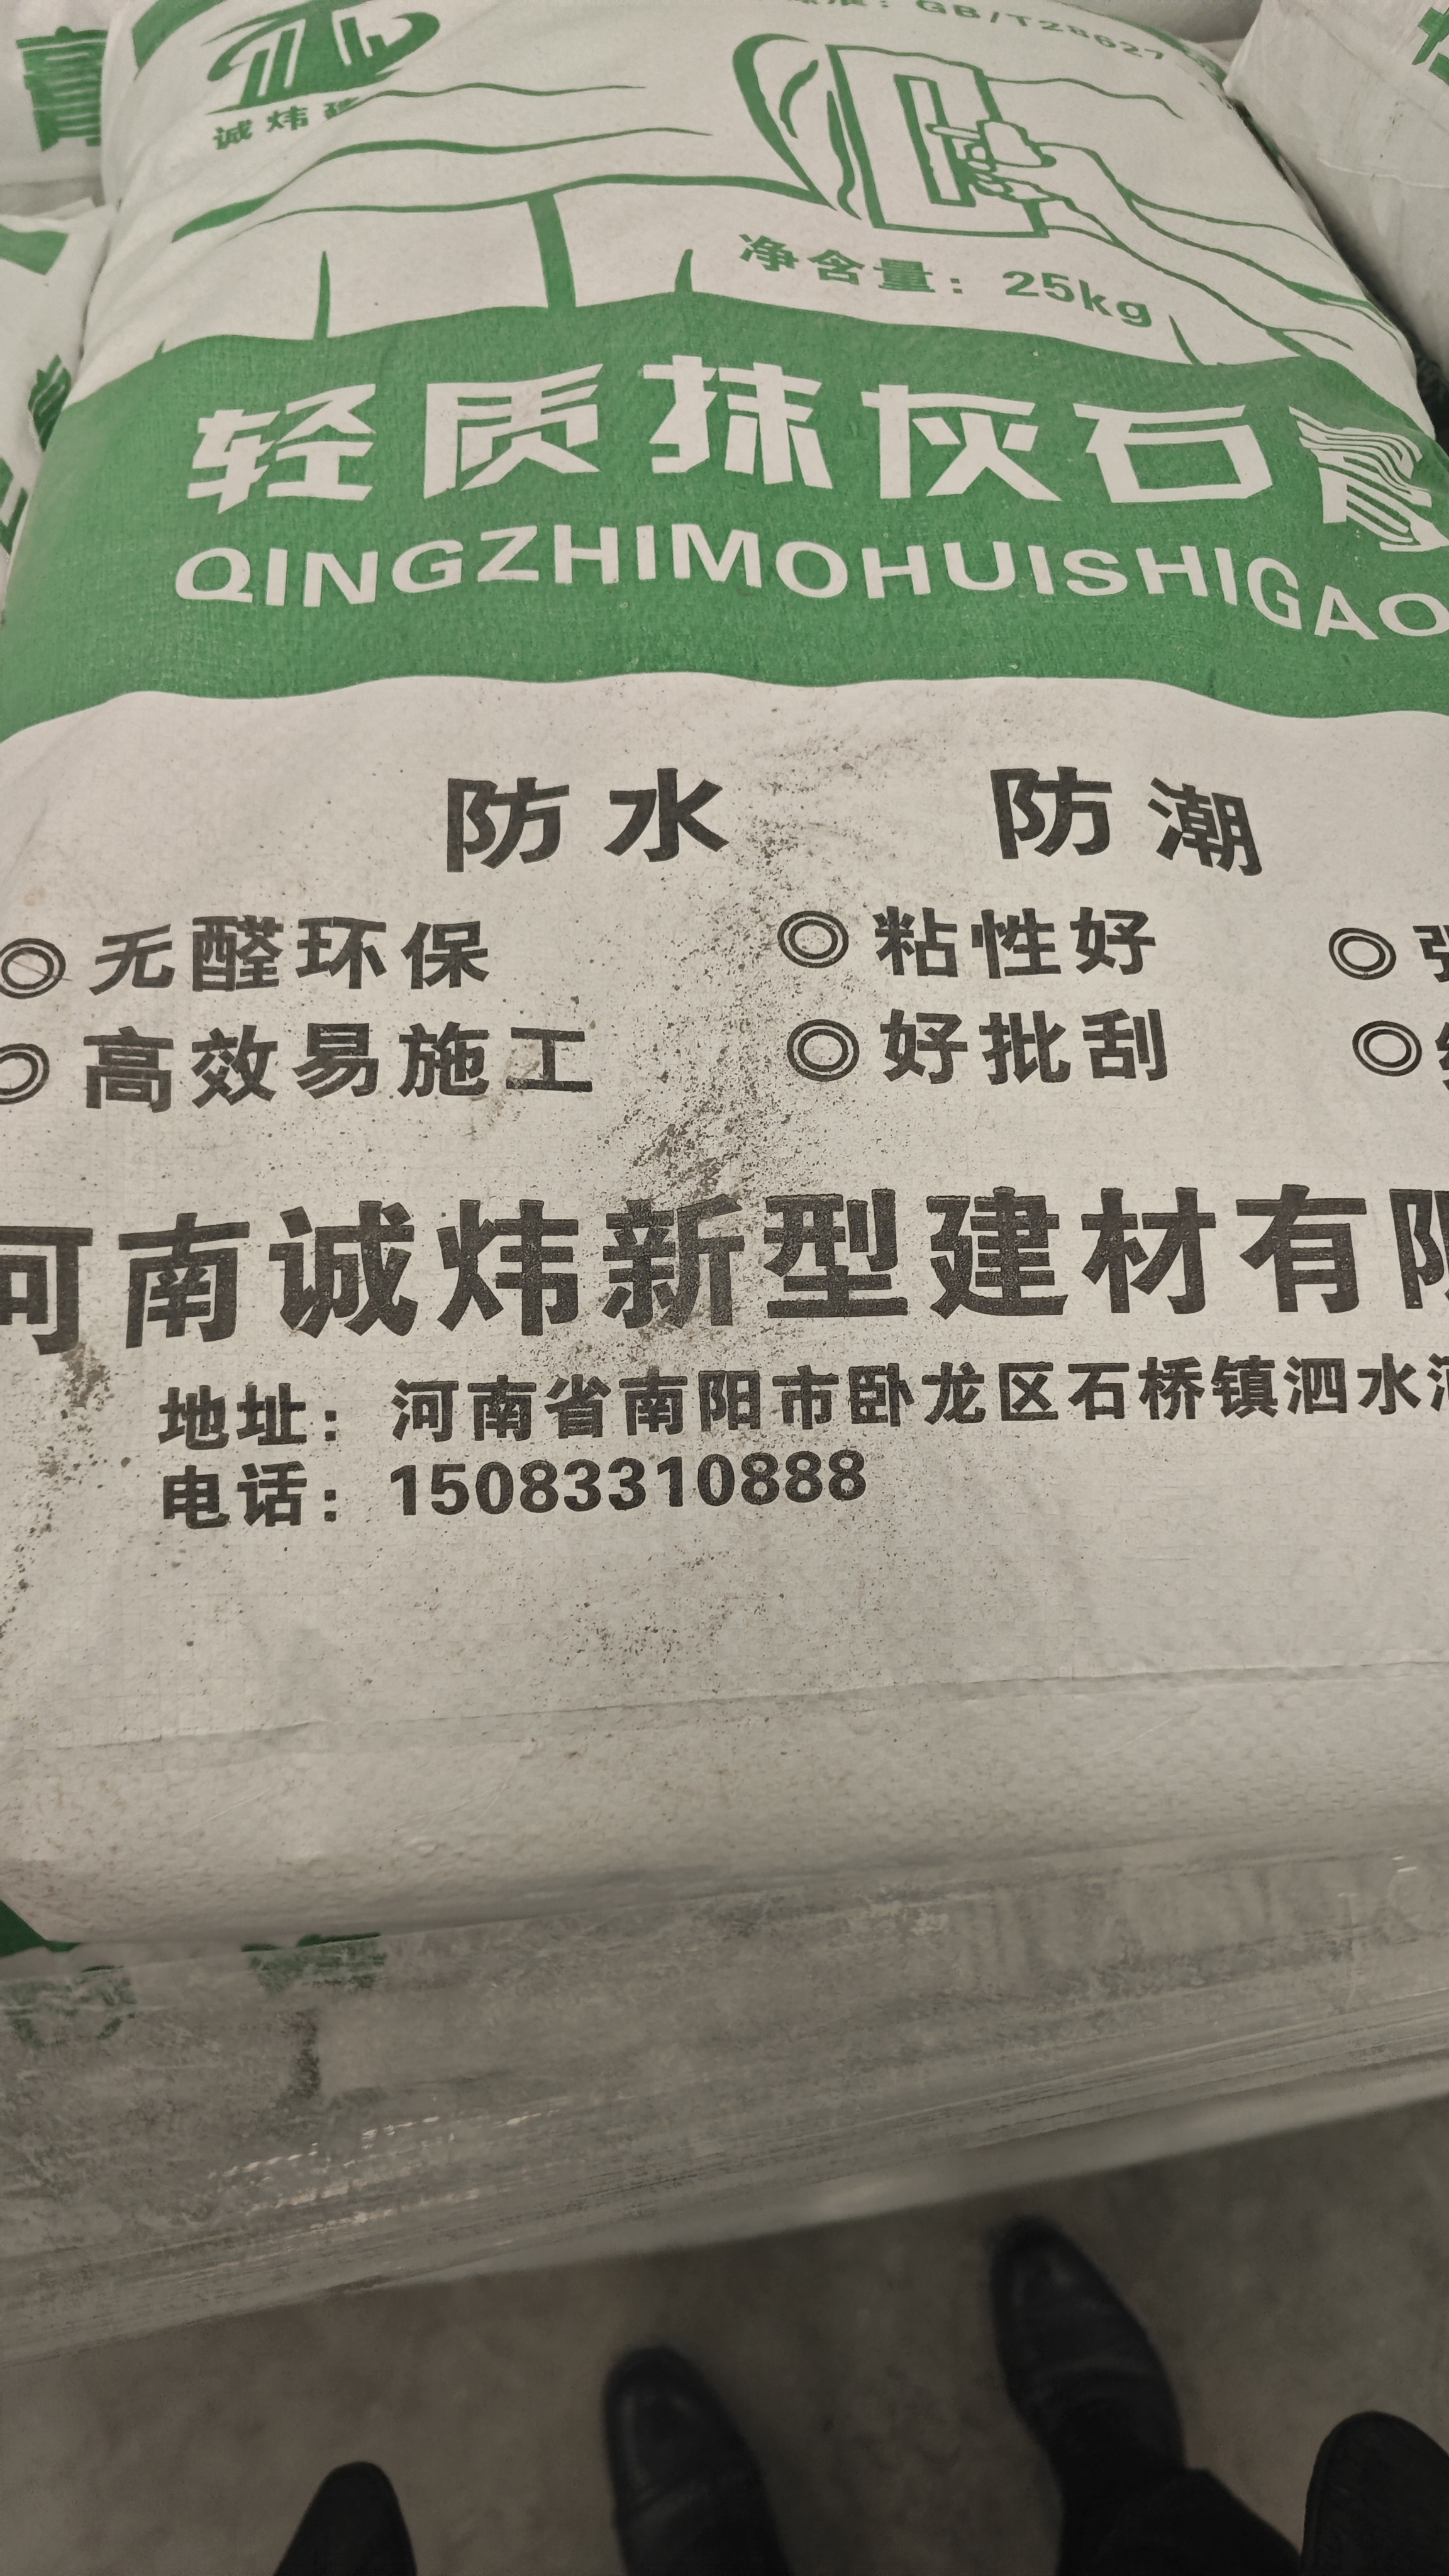 GB/T28627
诚炜建
净含量：25kg
轻质抹灰石膏
QINGZHIMOHUISHIGAO
防水 防潮
◎无醛环保 ◎粘性好 ◎
◎高效易施工 ◎好批刮 ◎
河南诚炜新型建材有限
地址：河南省南阳市卧龙区石桥镇泗水河
电话：15083310888